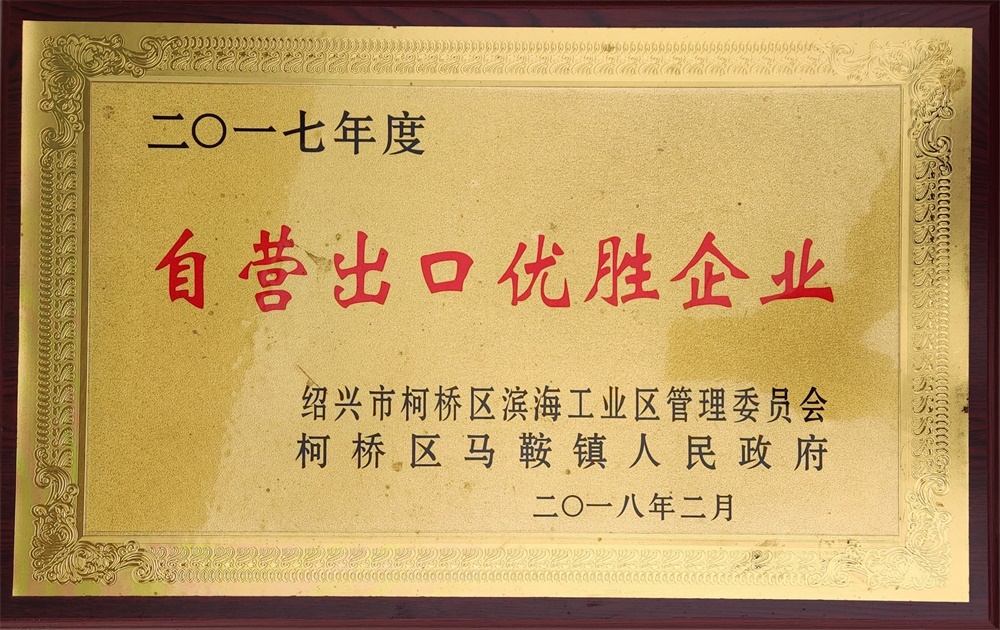 二〇一七年度
自营出口优胜企业
绍兴市柯桥区滨海工业区管理委员会
柯桥区马鞍镇人民政府
二〇一八年二月